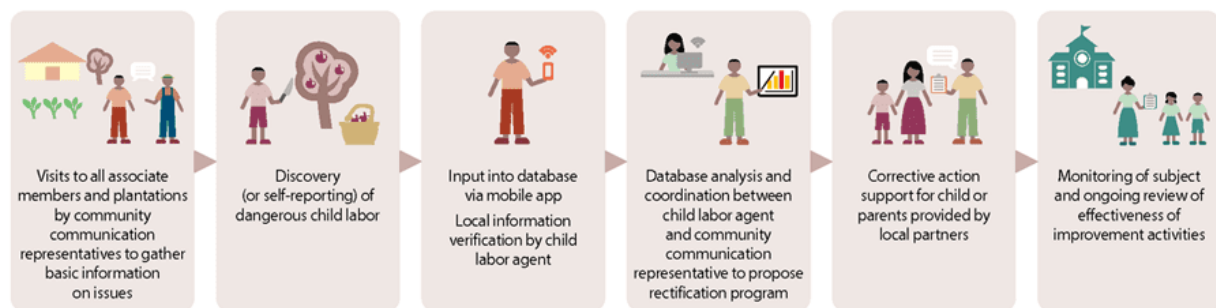 Visits to all associate
members and plantations
by community
communication
representatives to gather
basic information
on issues
Discovery
(or self-reporting) of
dangerous child labor
Input into database
via mobile app
Local information
verification by child
labor agent
Database analysis and
coordination between
child labor agent
and community
communication
representative to propose
rectification program
Corrective action
support for child or
parents provided by
local partners
Monitoring of subject
and ongoing review of
effectiveness of
improvement activities